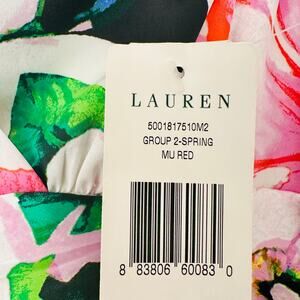 LAUREN
5001817510M2
GROUP 2-SPRING
MU RED
8 83806 60083 0